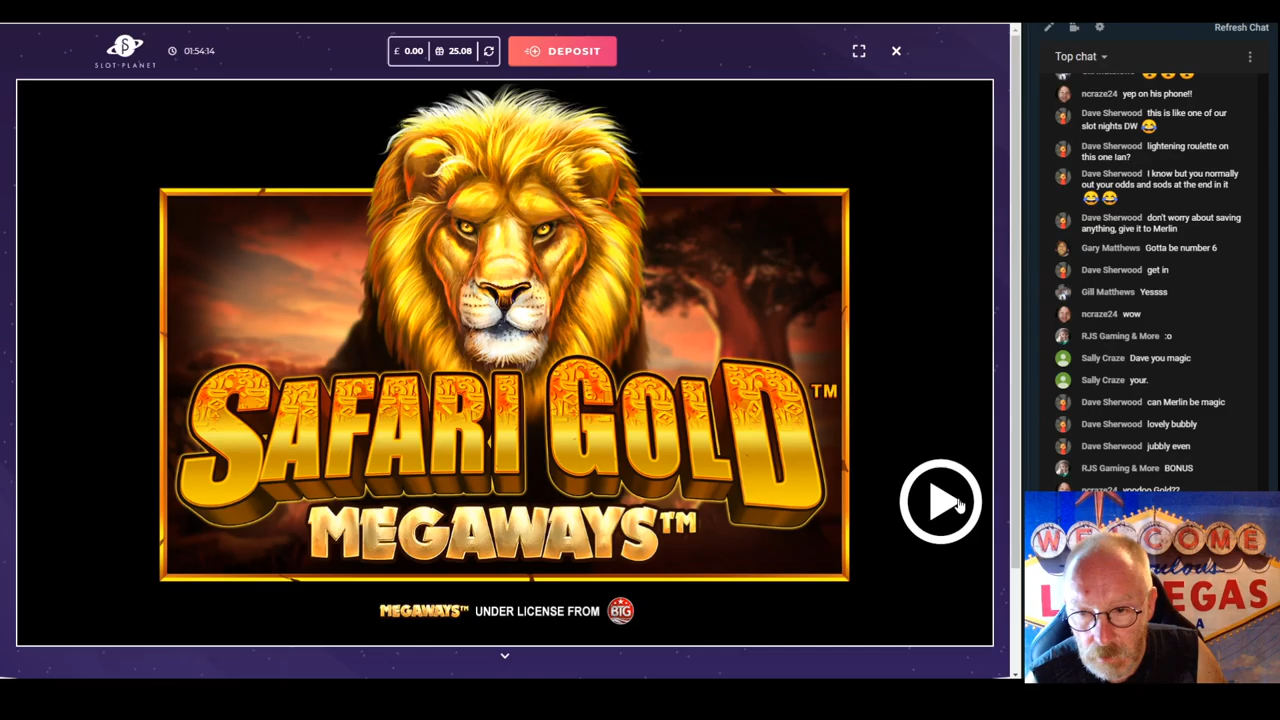 SLOT PLANET
01:54:14
£ 0.00
25.08
DEPOSIT
SAFARI GOLD™
MEGAWAYS™
MEGAWAYS™ UNDER LICENSE FROM BTG
Refresh Chat
Top chat
ncraze24 yep on his phone!!
Dave Sherwood this is like one of our
slot nights DW 😂
Dave Sherwood lightening roulette on
this one Ian?
Dave Sherwood I know but you normally
out your odds and sods at the end in it
😂 😂
Dave Sherwood don't worry about saving
anything, give it to Merlin
Gary Matthews Gotta be number 6
Dave Sherwood get in
Gill Matthews Yessss
ncraze24 wow
RJS Gaming & More :o
Sally Craze Dave you magic
Sally Craze your.
Dave Sherwood can Merlin be magic
Dave Sherwood lovely bubbly
Dave Sherwood jubbly even
RJS Gaming & More BONUS
ncraze24 voodoo Gold??
WELCOME
VEGAS